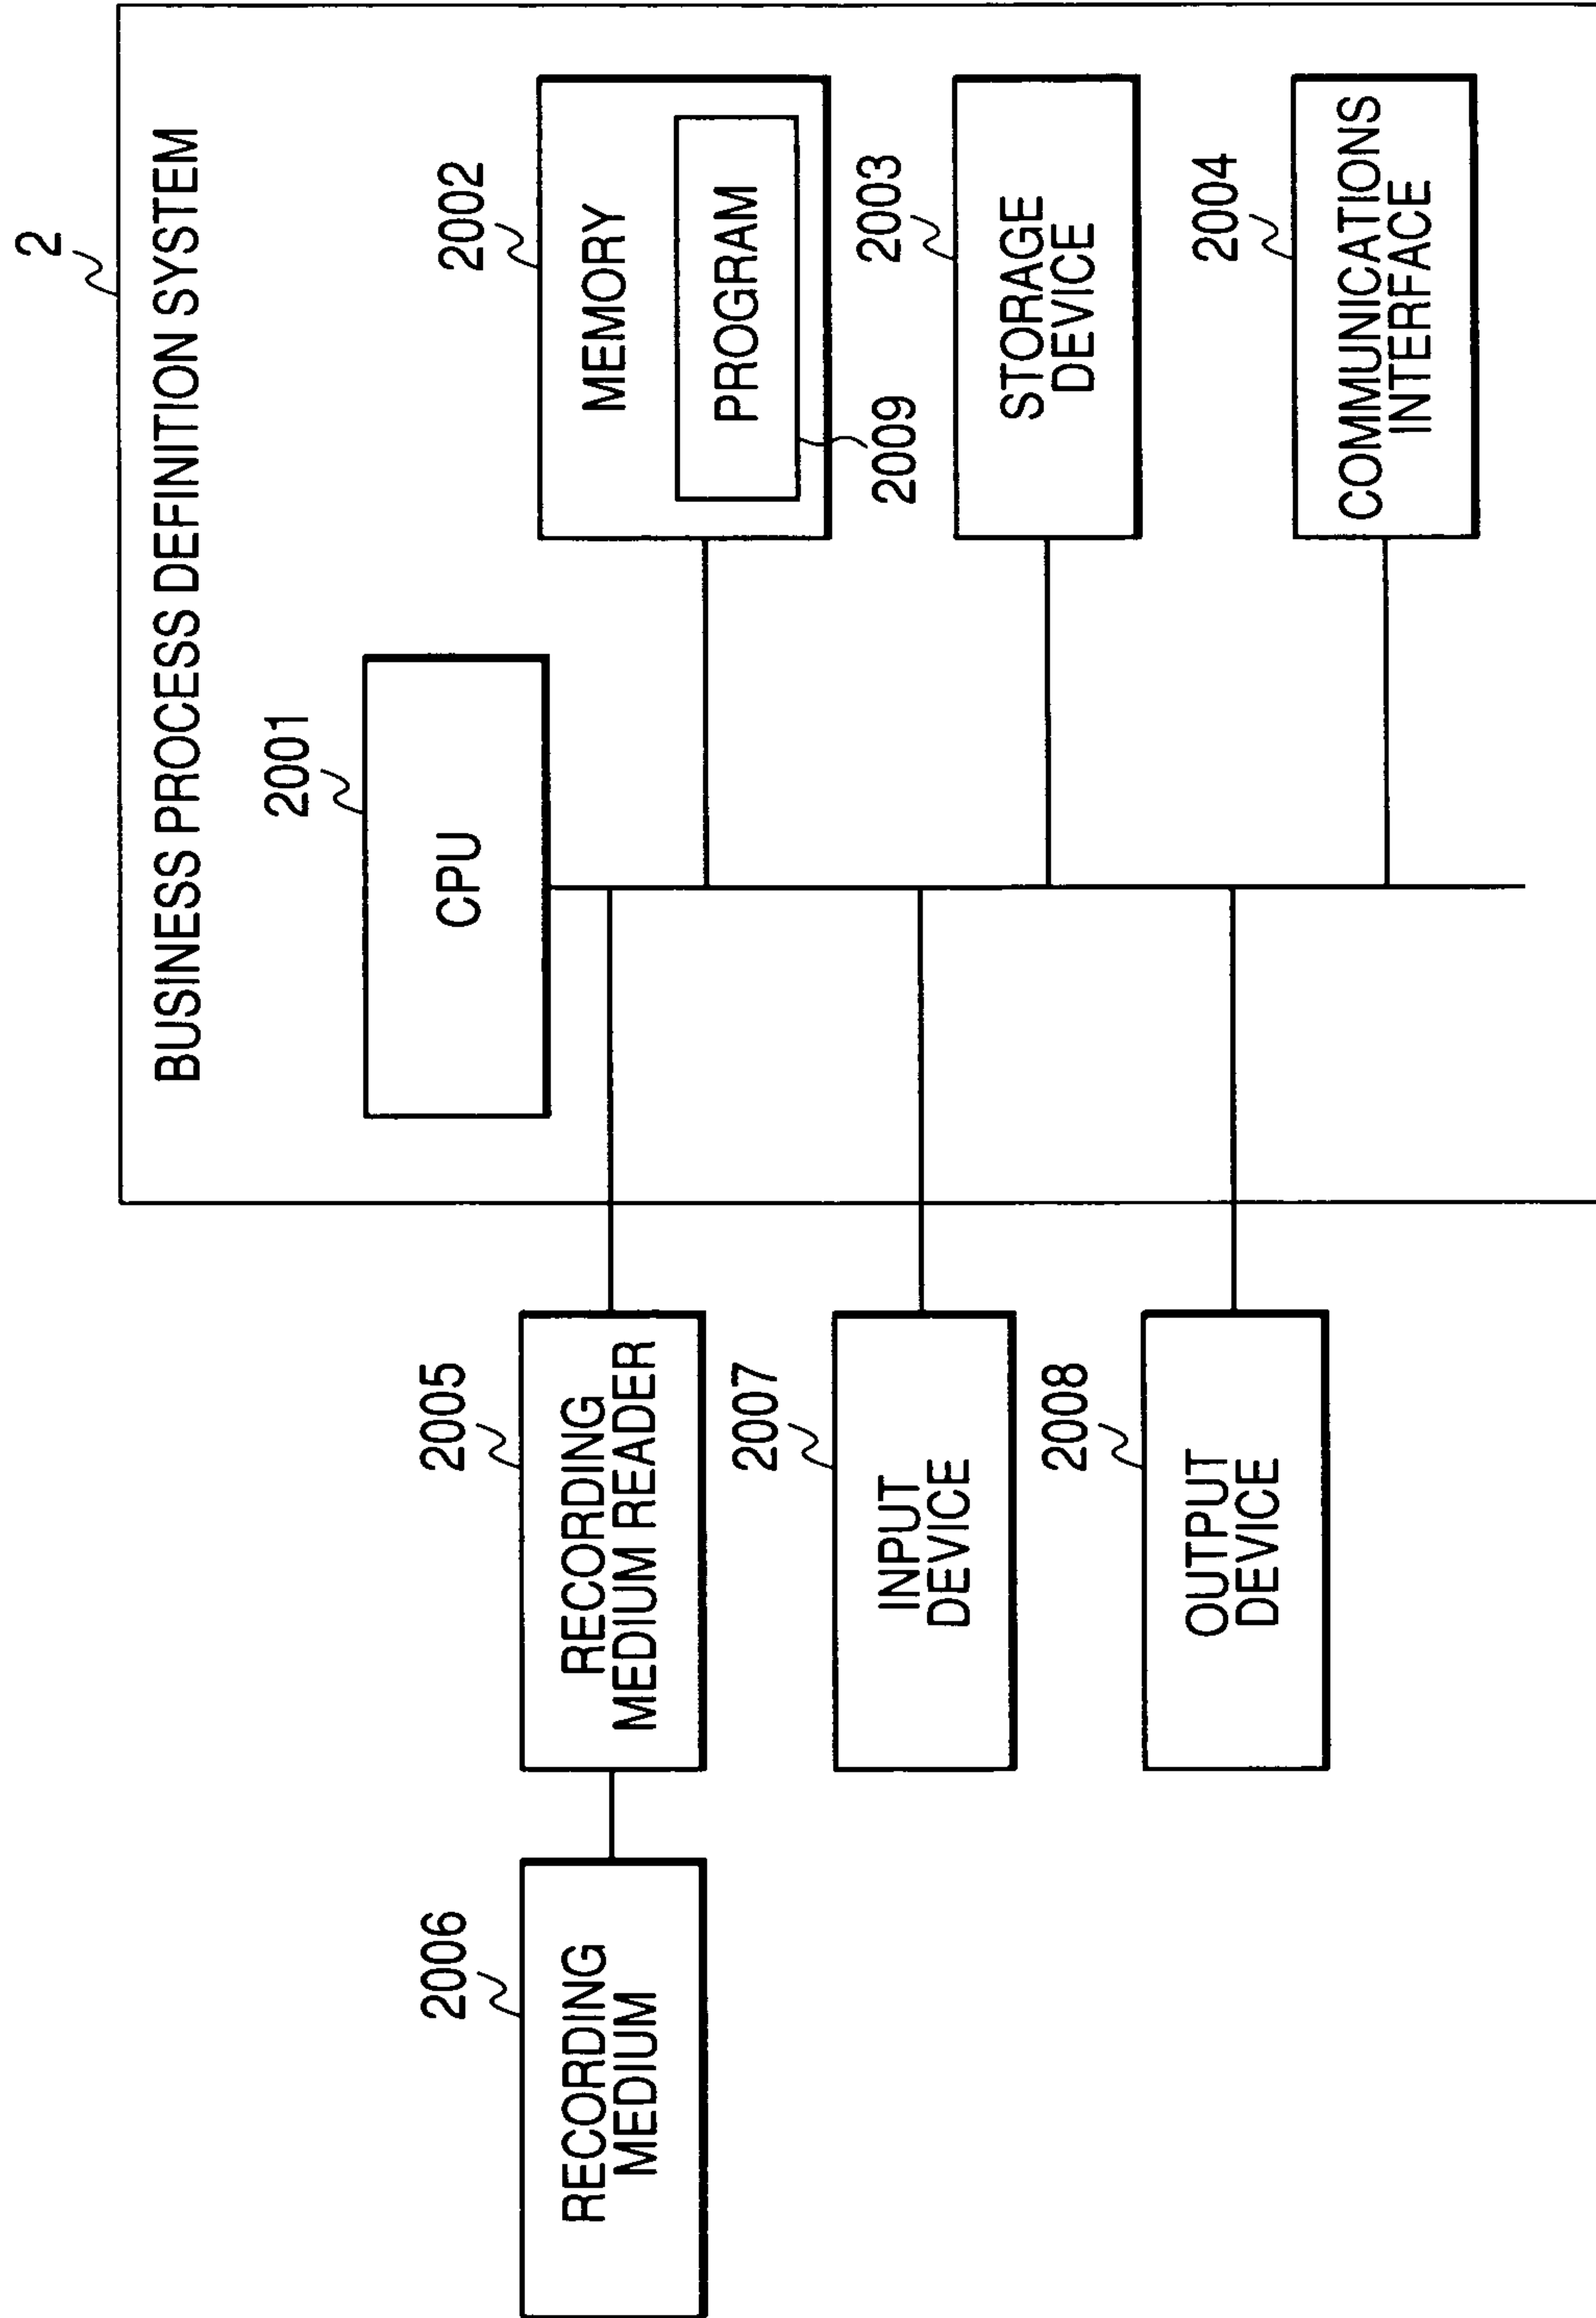 2
BUSINESS PROCESS DEFINITION SYSTEM
2001
CPU
2002
MEMORY
PROGRAM
2009
2003
STORAGE
DEVICE
2004
COMMUNICATIONS
INTERFACE
2006
RECORDING
MEDIUM
2005
RECORDING
MEDIUM READER
2007
INPUT
DEVICE
2008
OUTPUT
DEVICE